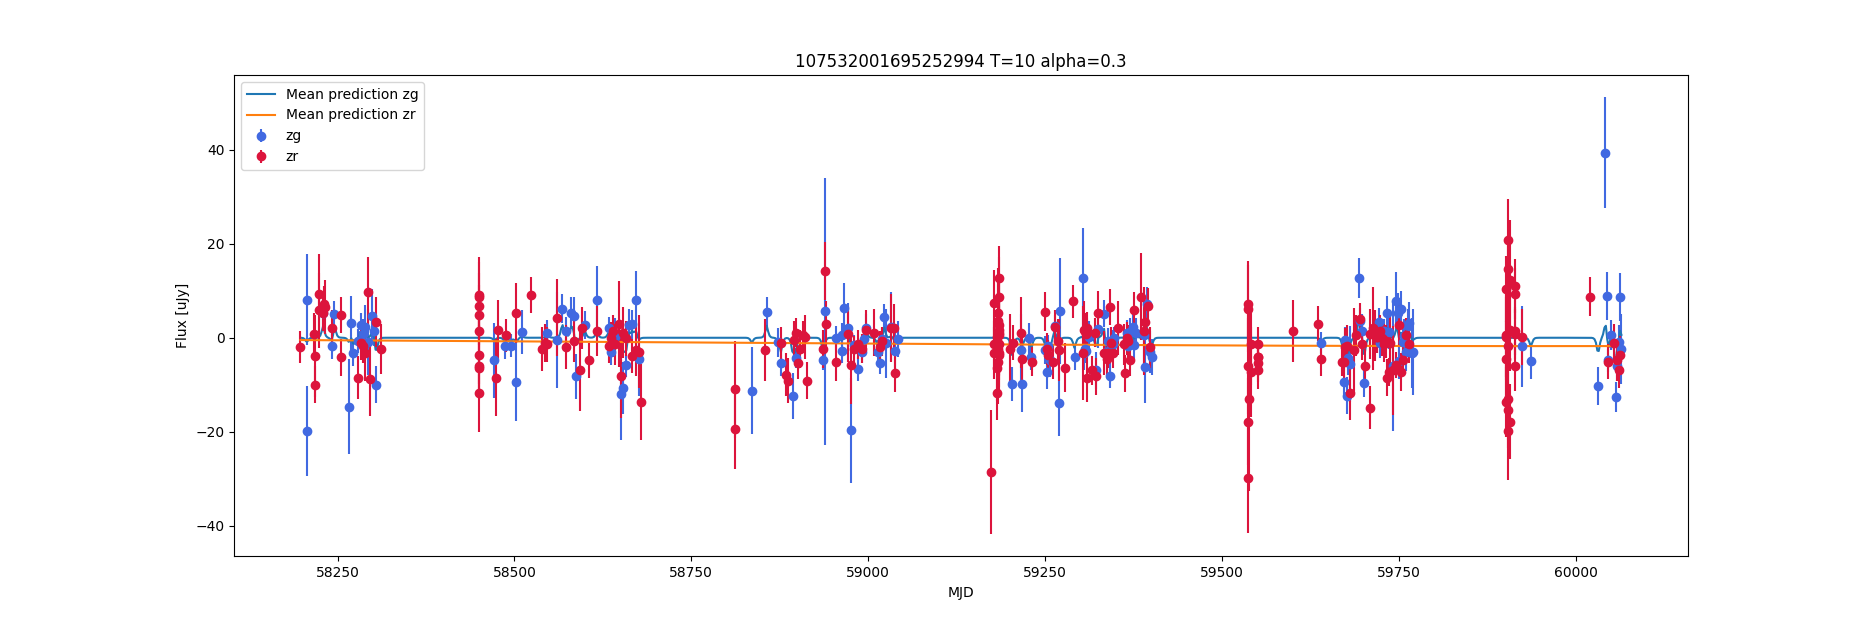 107532001695252994 T=10 alpha=0.3
Mean prediction zg
Mean prediction zr
zg
zr
Flux [uJy]
40
20
0
−20
−40
58250 58500 58750 59000 59250 59500 59750 60000
MJD